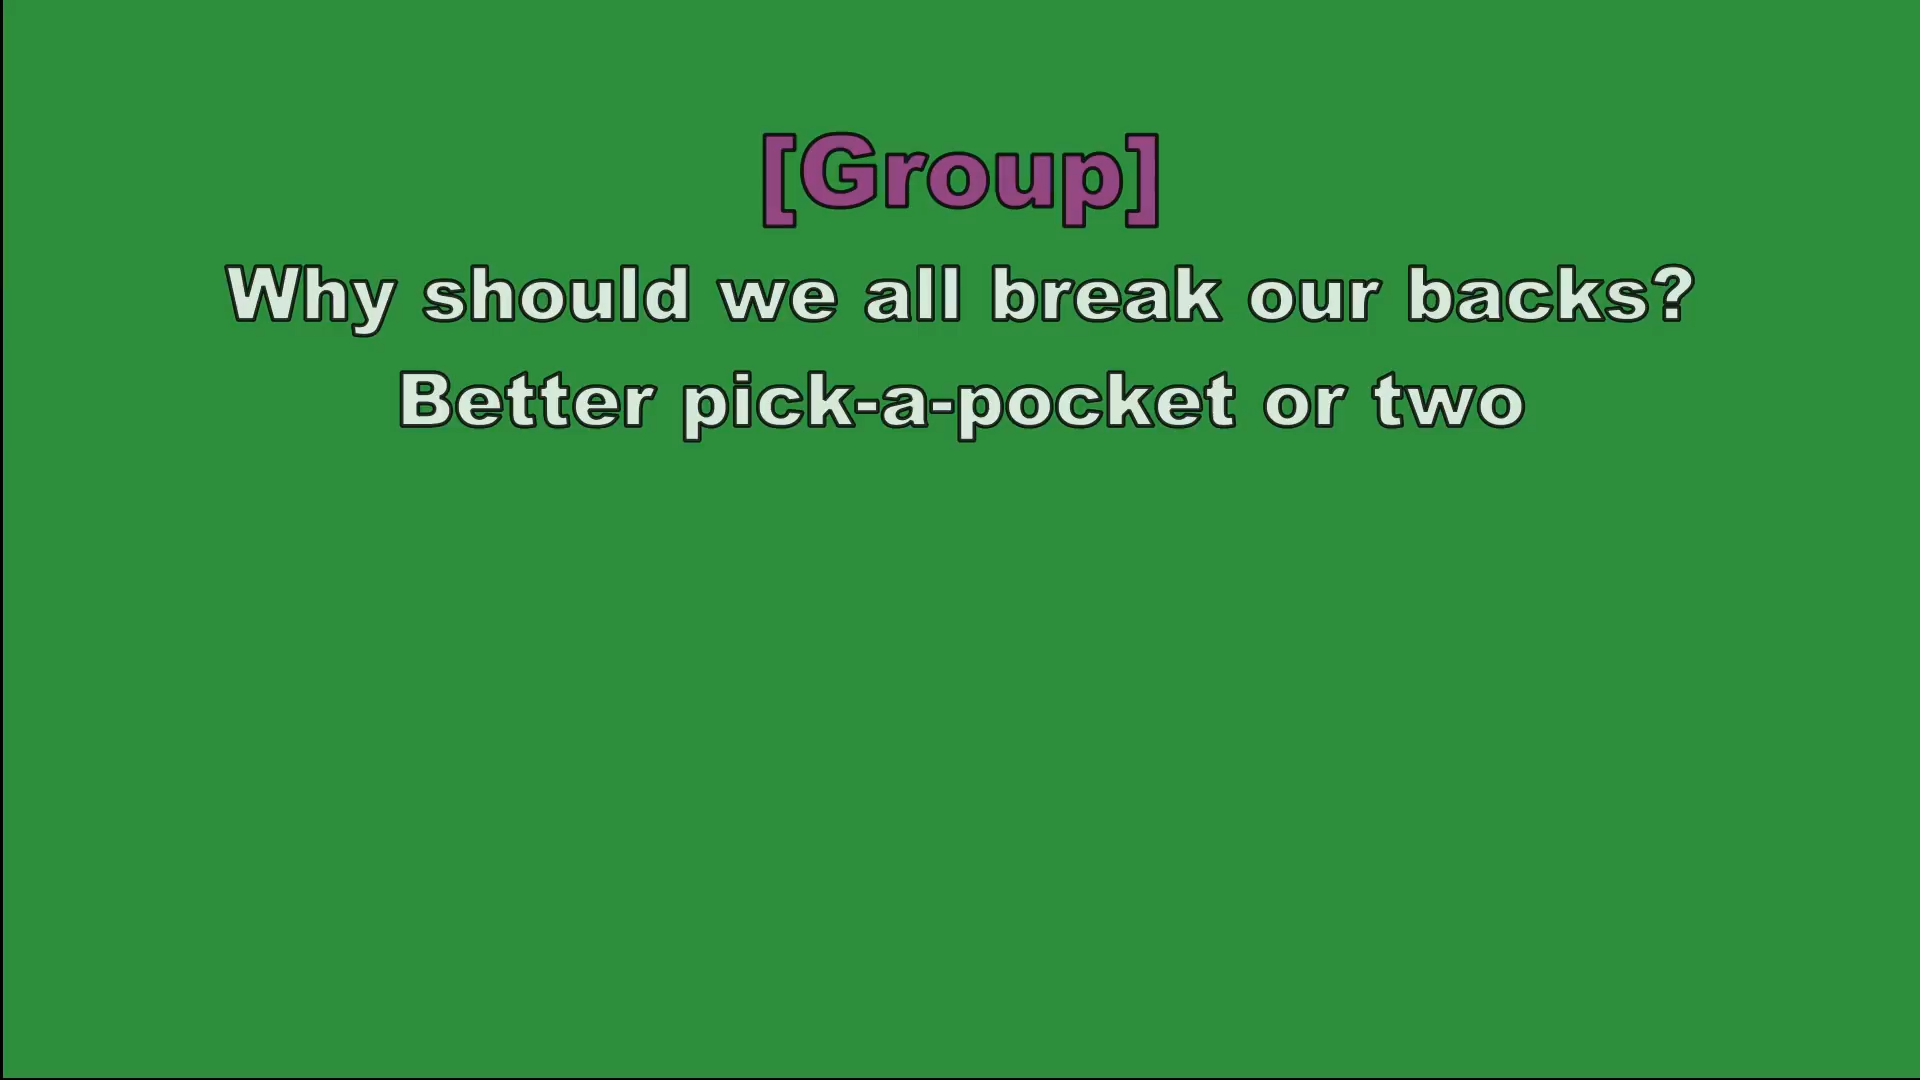 [Group]
Why should we all break our backs?
Better pick-a-pocket or two